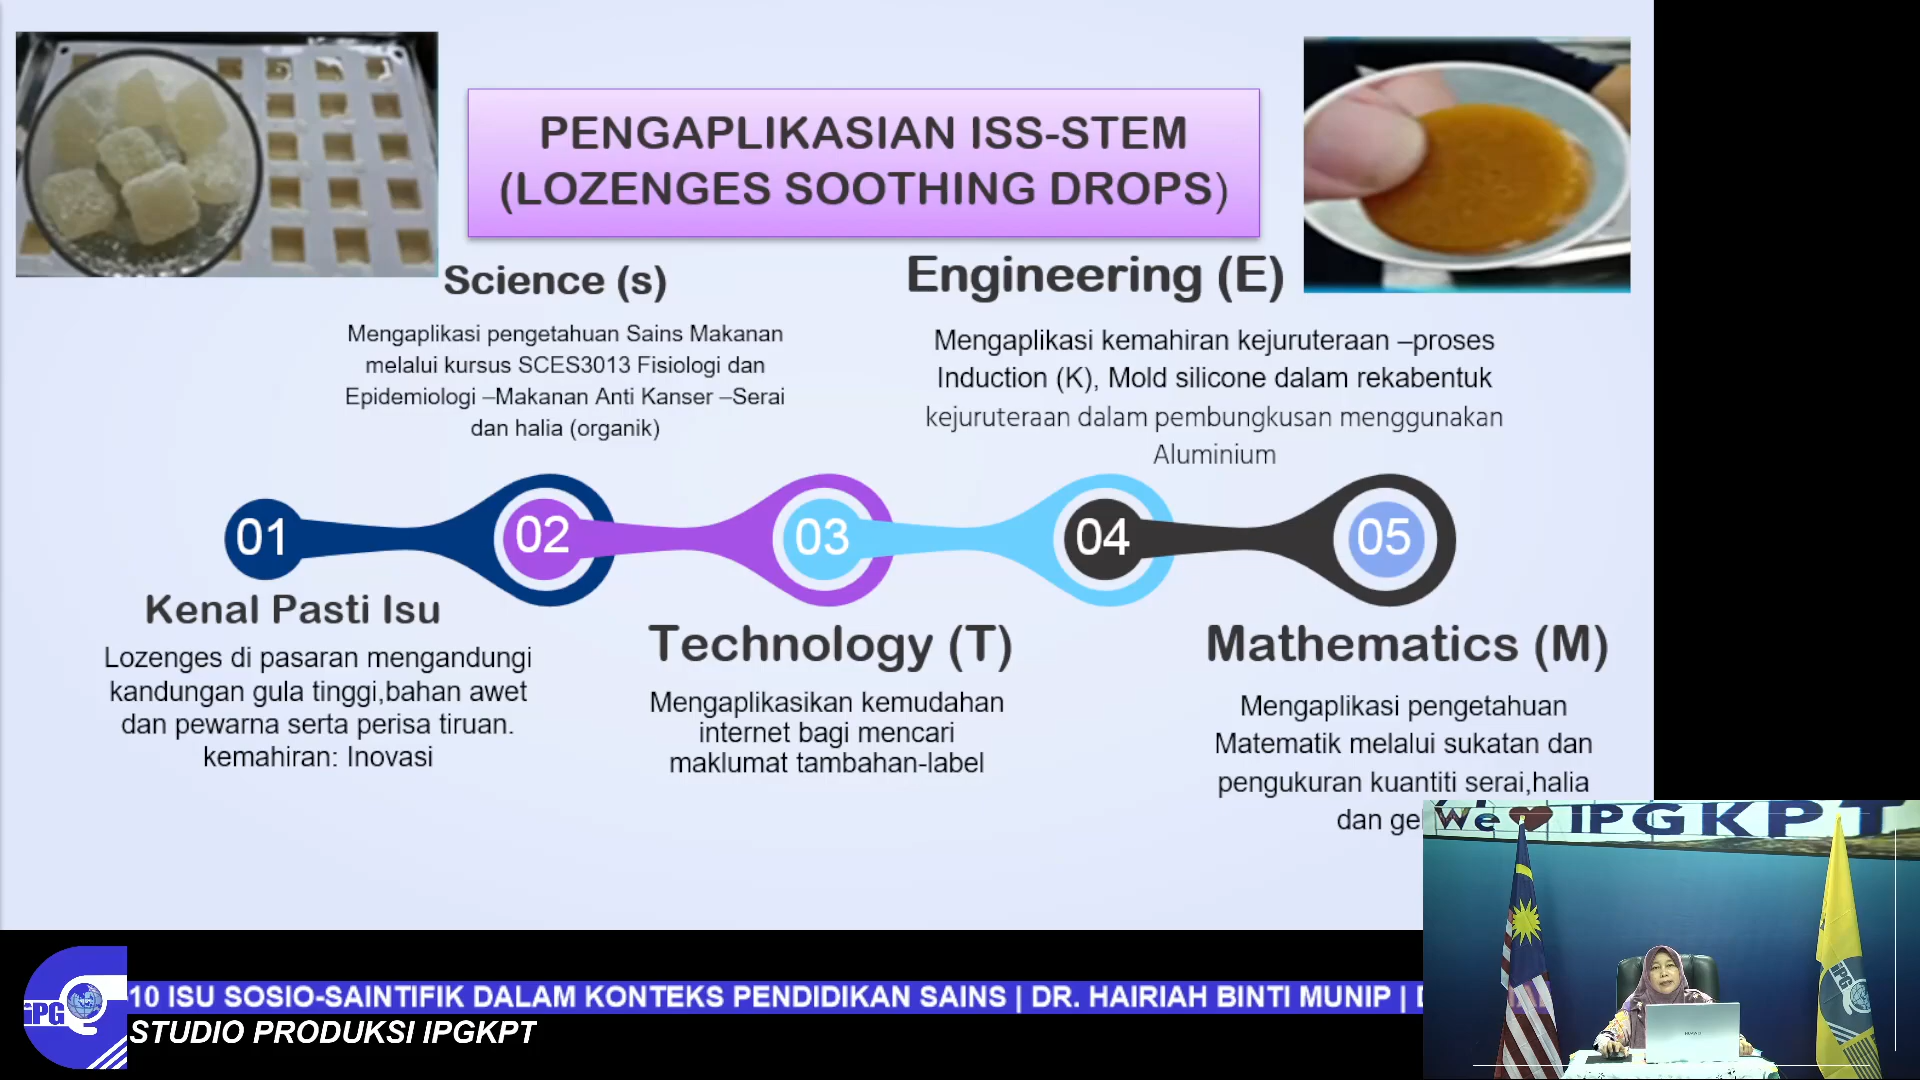 PENGAPLIKASIAN ISS-STEM
(LOZENGES SOOTHING DROPS)
Science (s)
Mengaplikasi pengetahuan Sains Makanan
melalui kursus SCES3013 Fisiologi dan
Epidemiologi –Makanan Anti Kanser –Serai
dan halia (organik)
Engineering (E)
Mengaplikasi kemahiran kejuruteraan –proses
Induction (K), Mold silicone dalam rekabentuk
kejuruteraan dalam pembungkusan menggunakan
Aluminium
01
02
03
04
05
Kenal Pasti Isu
Lozenges di pasaran mengandungi
kandungan gula tinggi,bahan awet
dan pewarna serta perisa tiruan.
kemahiran: Inovasi
Technology (T)
Mengaplikasikan kemudahan
internet bagi mencari
maklumat tambahan-label
Mathematics (M)
Mengaplikasi pengetahuan
Matematik melalui sukatan dan
pengukuran kuantiti serai,halia
dan
We IPGKPT
iPG
10 ISU SOSIO-SAINTIFIK DALAM KONTEKS PENDIDIKAN SAINS | DR. HAIRIAH BINTI MUNIP |
STUDIO PRODUKSI IPGKPT